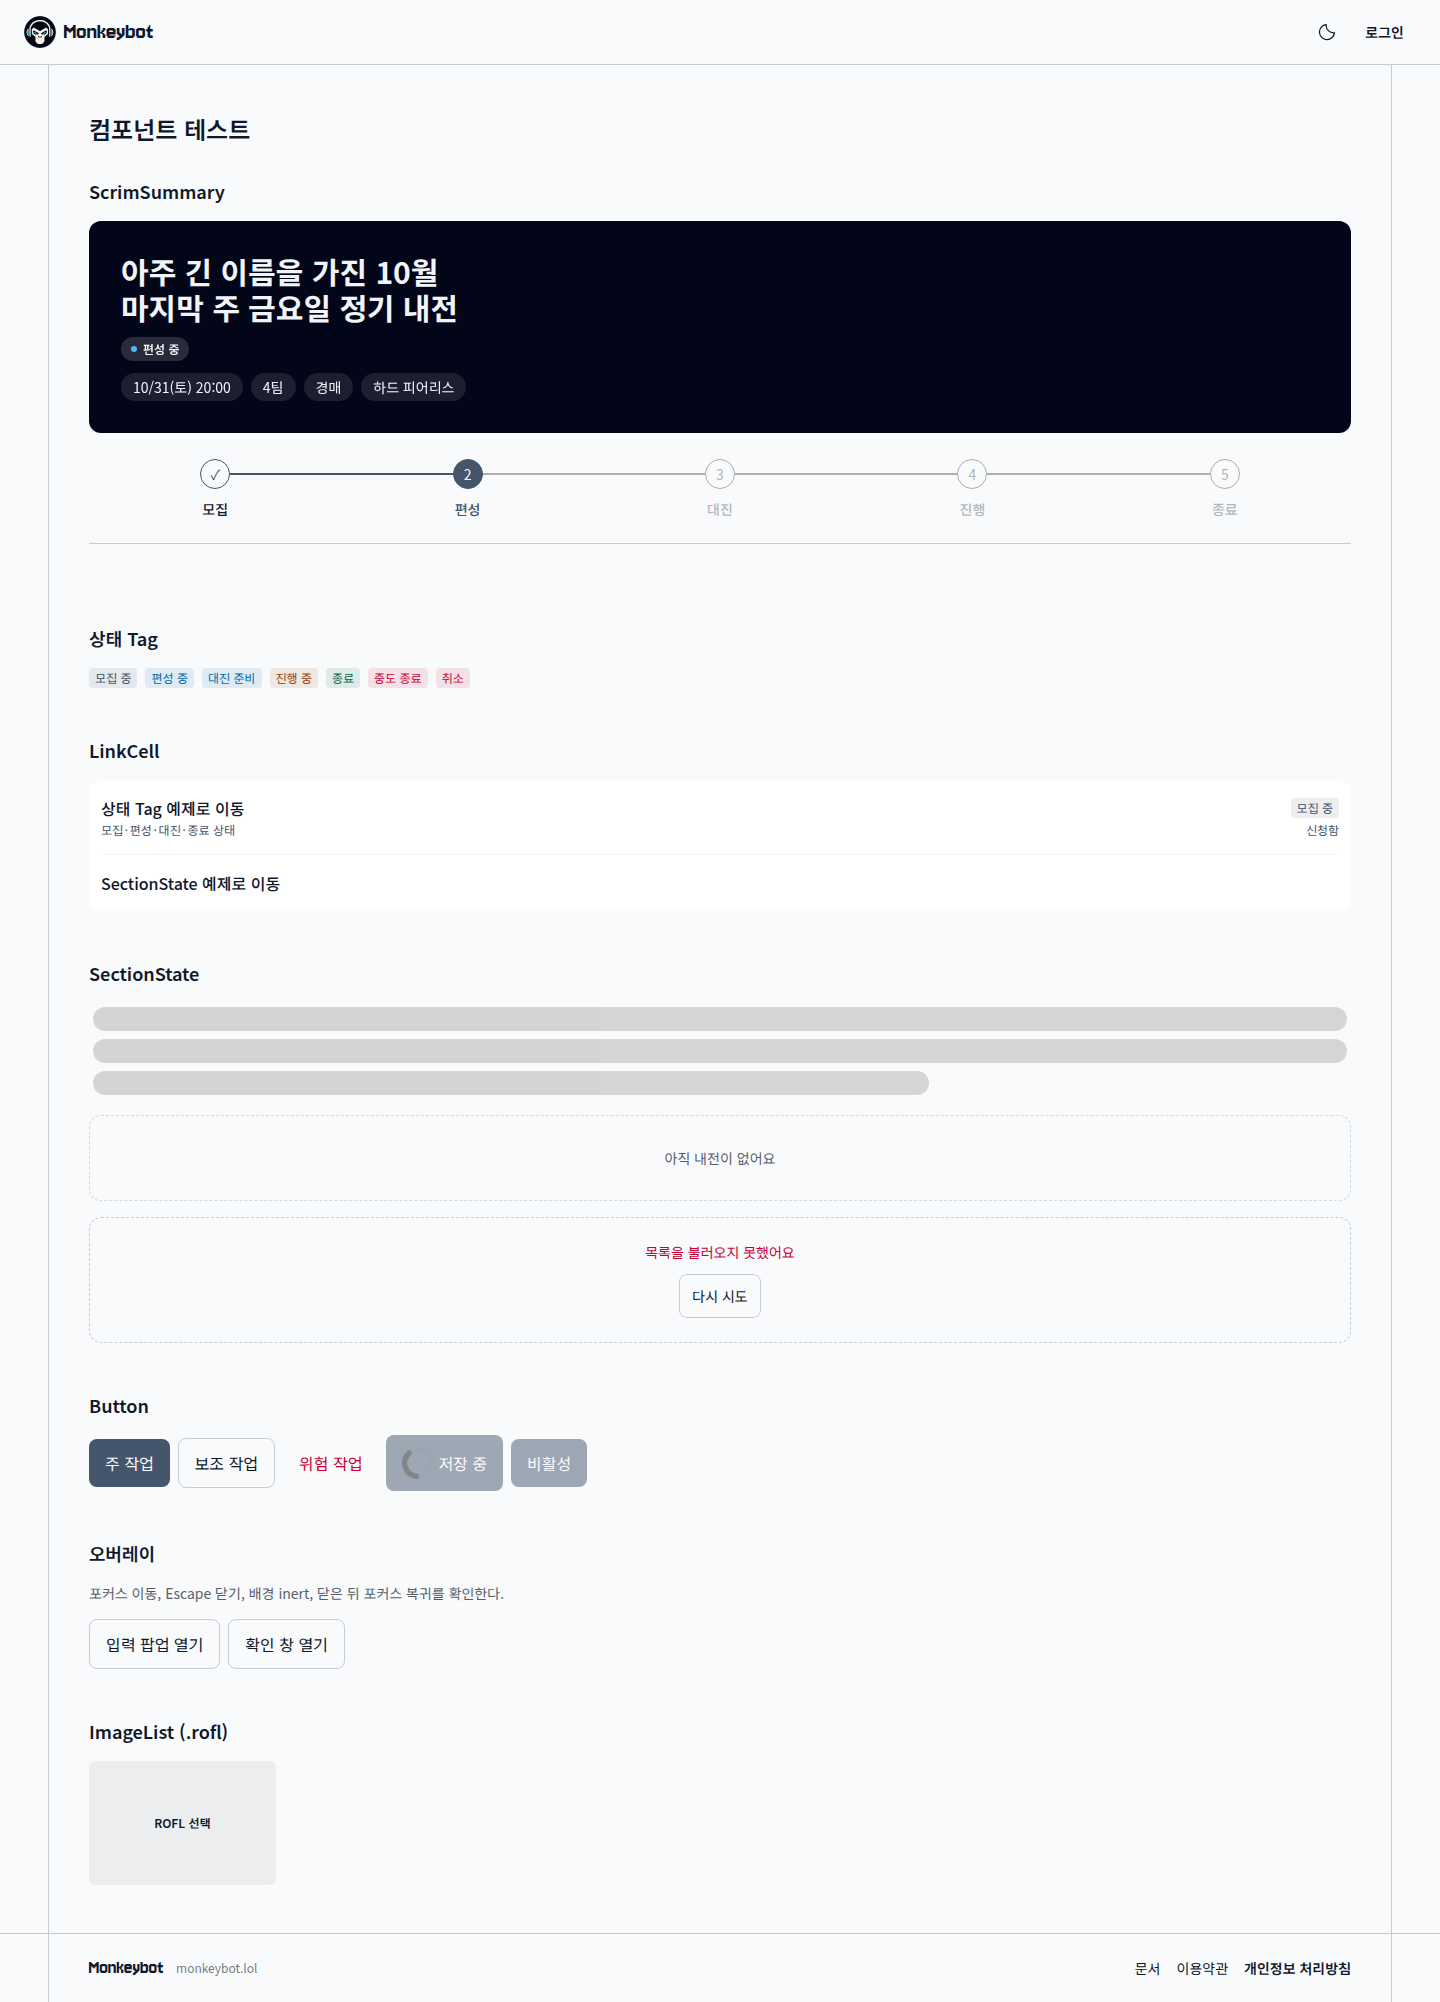 Monkeybot
로그인
컴포넌트 테스트
ScrimSummary
아주 긴 이름을 가진 10월
마지막 주 금요일 정기 내전
편성 중
10/31(토) 20:00 4팀 경매 하드 피어리스
✓ 2 3 4 5
모집 편성 대진 진행 종료
상태 Tag
모집 중 편성 중 대진 준비 진행 중 종료 중도 종료 취소
LinkCell
상태 Tag 예제로 이동 모집 중
모집·편성·대진·종료 상태 신청함
SectionState 예제로 이동
SectionState
아직 내전이 없어요
목록을 불러오지 못했어요
다시 시도
Button
주 작업 보조 작업 위험 작업 저장 중 비활성
오버레이
포커스 이동, Escape 닫기, 배경 inert, 닫은 뒤 포커스 복귀를 확인한다.
입력 팝업 열기 확인 창 열기
ImageList (.rofl)
ROFL 선택
Monkeybot monkeybot.lol 문서 이용약관 개인정보 처리방침